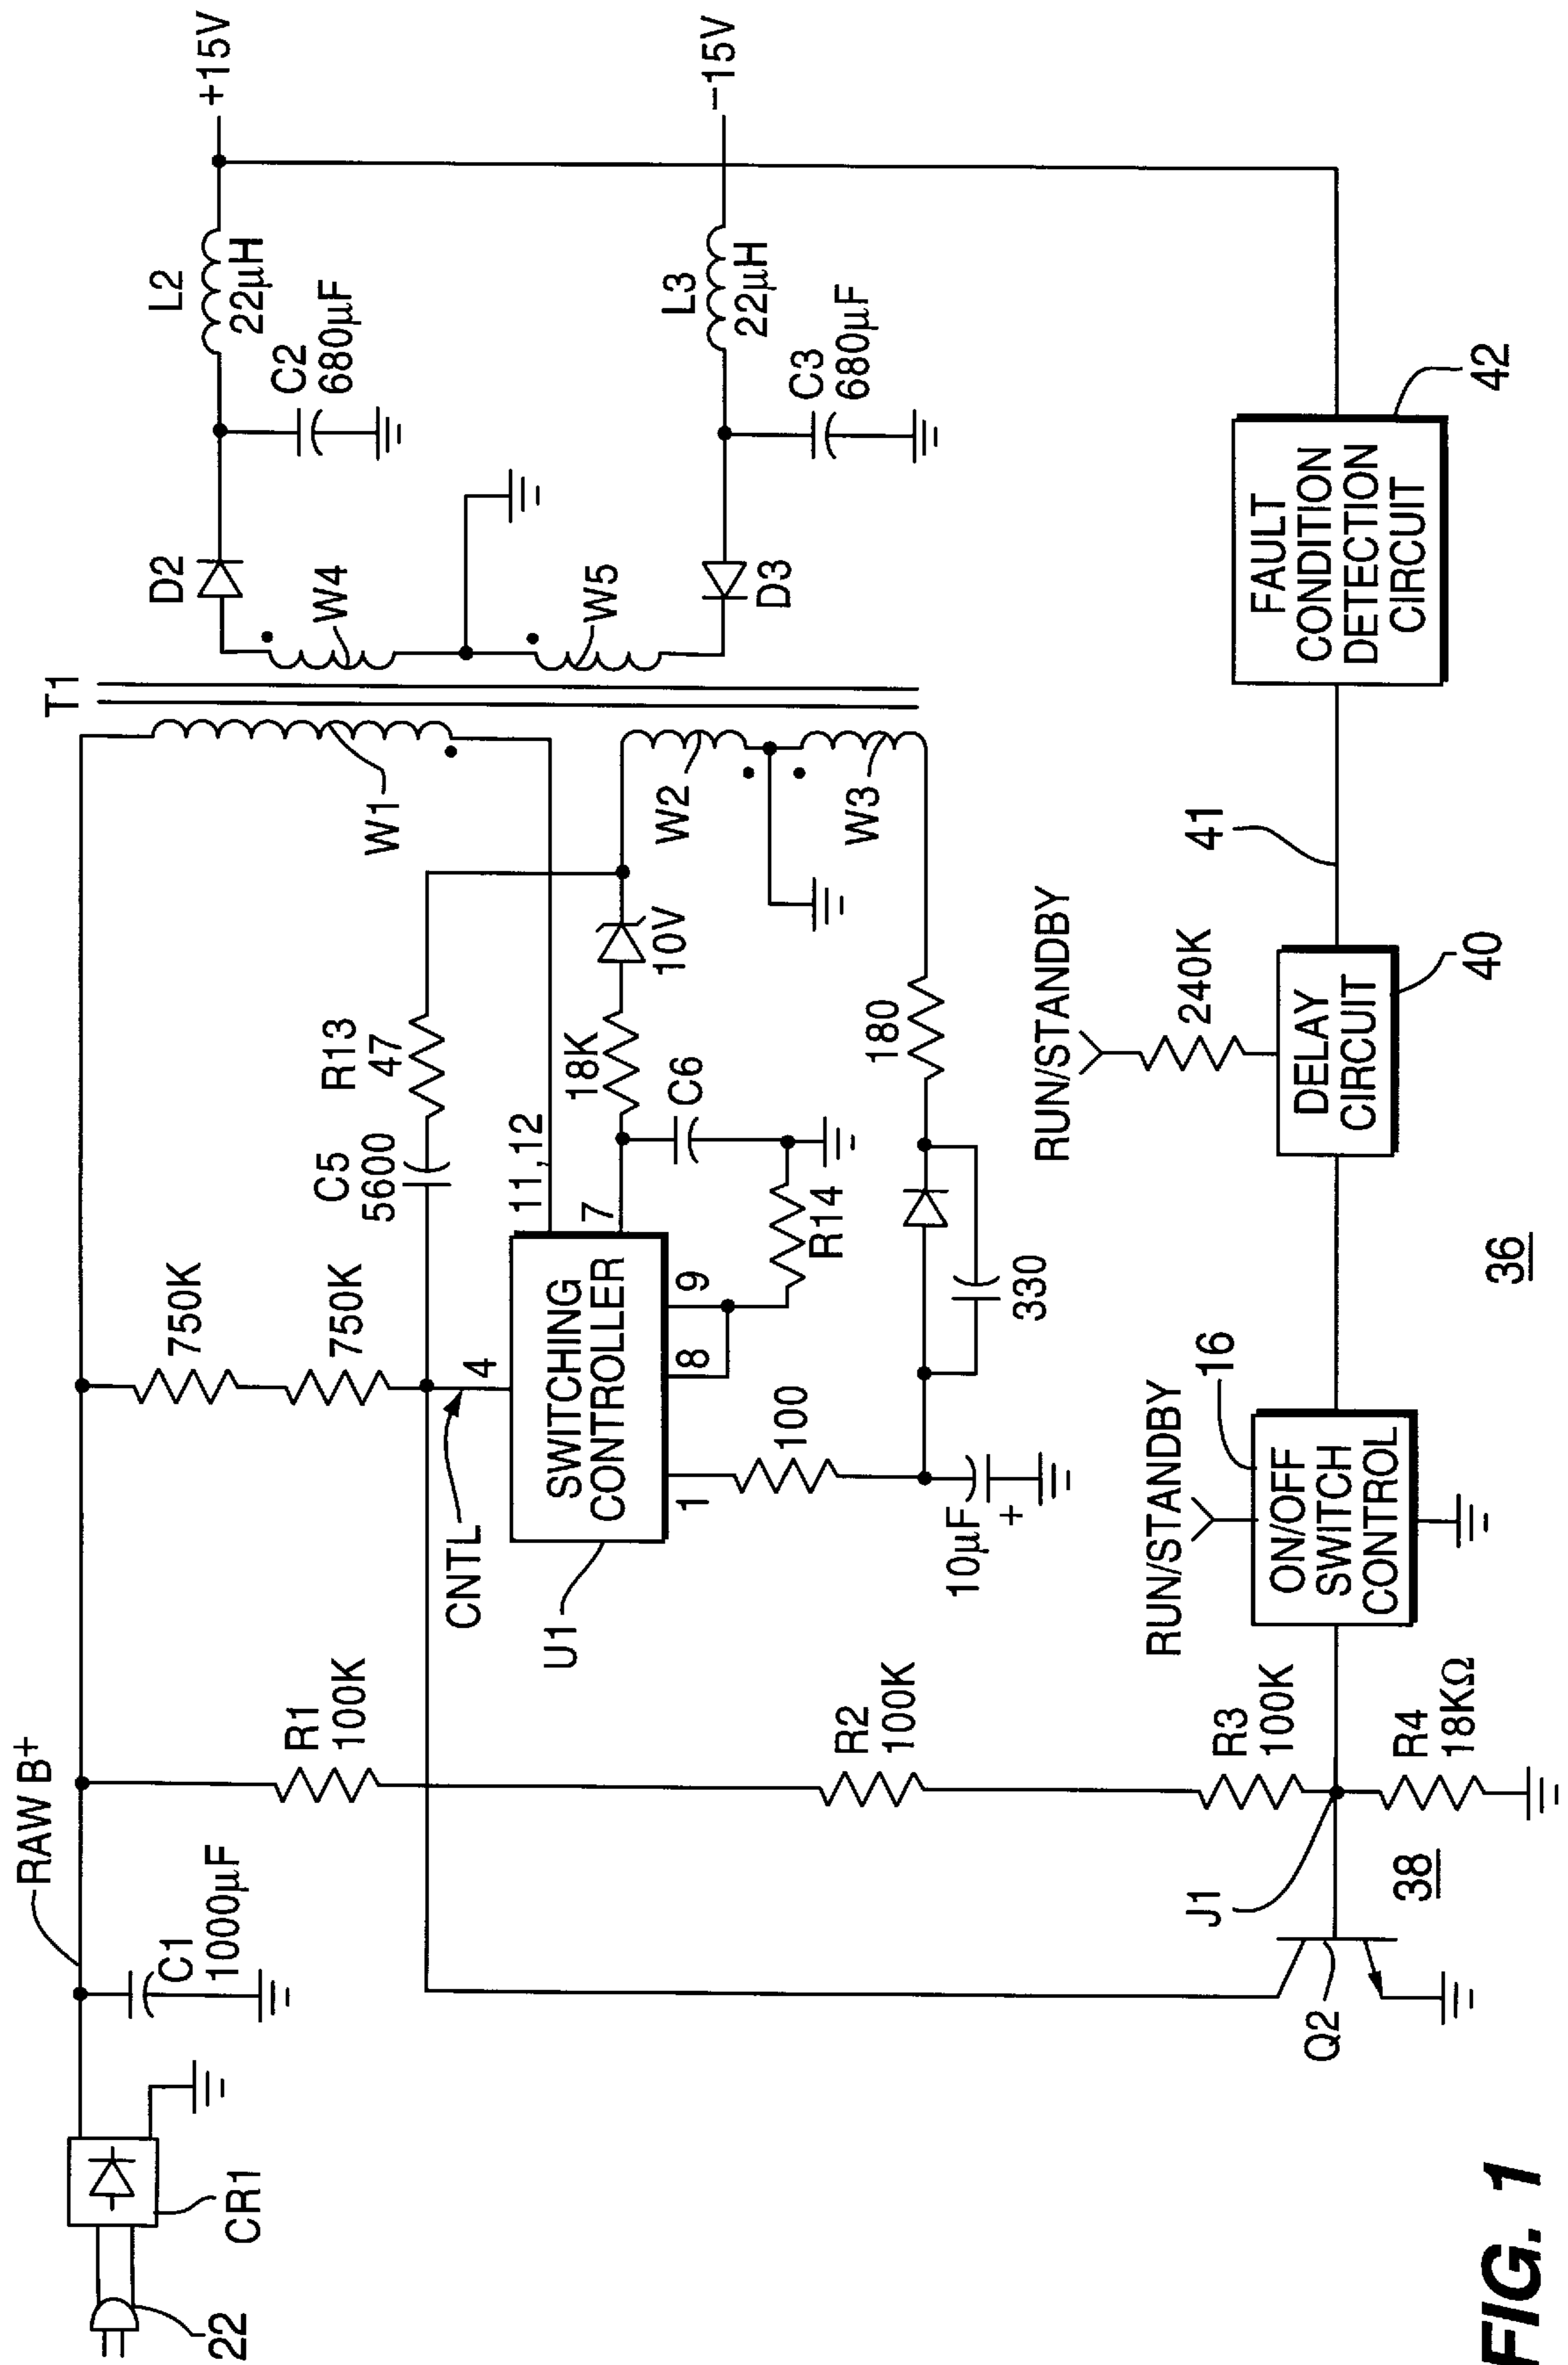 RAW B+
C1
1000μF
CR1
22
R1
100K
R2
100K
R3
100K
R4
18KΩ
J1
Q2
38
750K
750K
CNTL
4
U1
SWITCHING
CONTROLLER
1
8
9
7
11,12
C5
5600
R13
47
18K
10V
C6
R14
100
10μF
+
330
180
T1
W1
W2
W3
W4
W5
D2
D3
C2
680μF
L2
22μH
+15V
C3
680μF
L3
22μH
−15V
RUN/STANDBY
16
ON/OFF
SWITCH
CONTROL
RUN/STANDBY
240K
DELAY
CIRCUIT
40
41
FAULT
CONDITION
DETECTION
CIRCUIT
42
36
FIG. 1